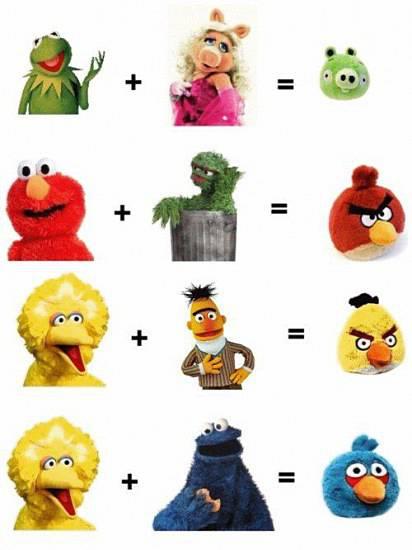 + =
+ =
+ =
+ =